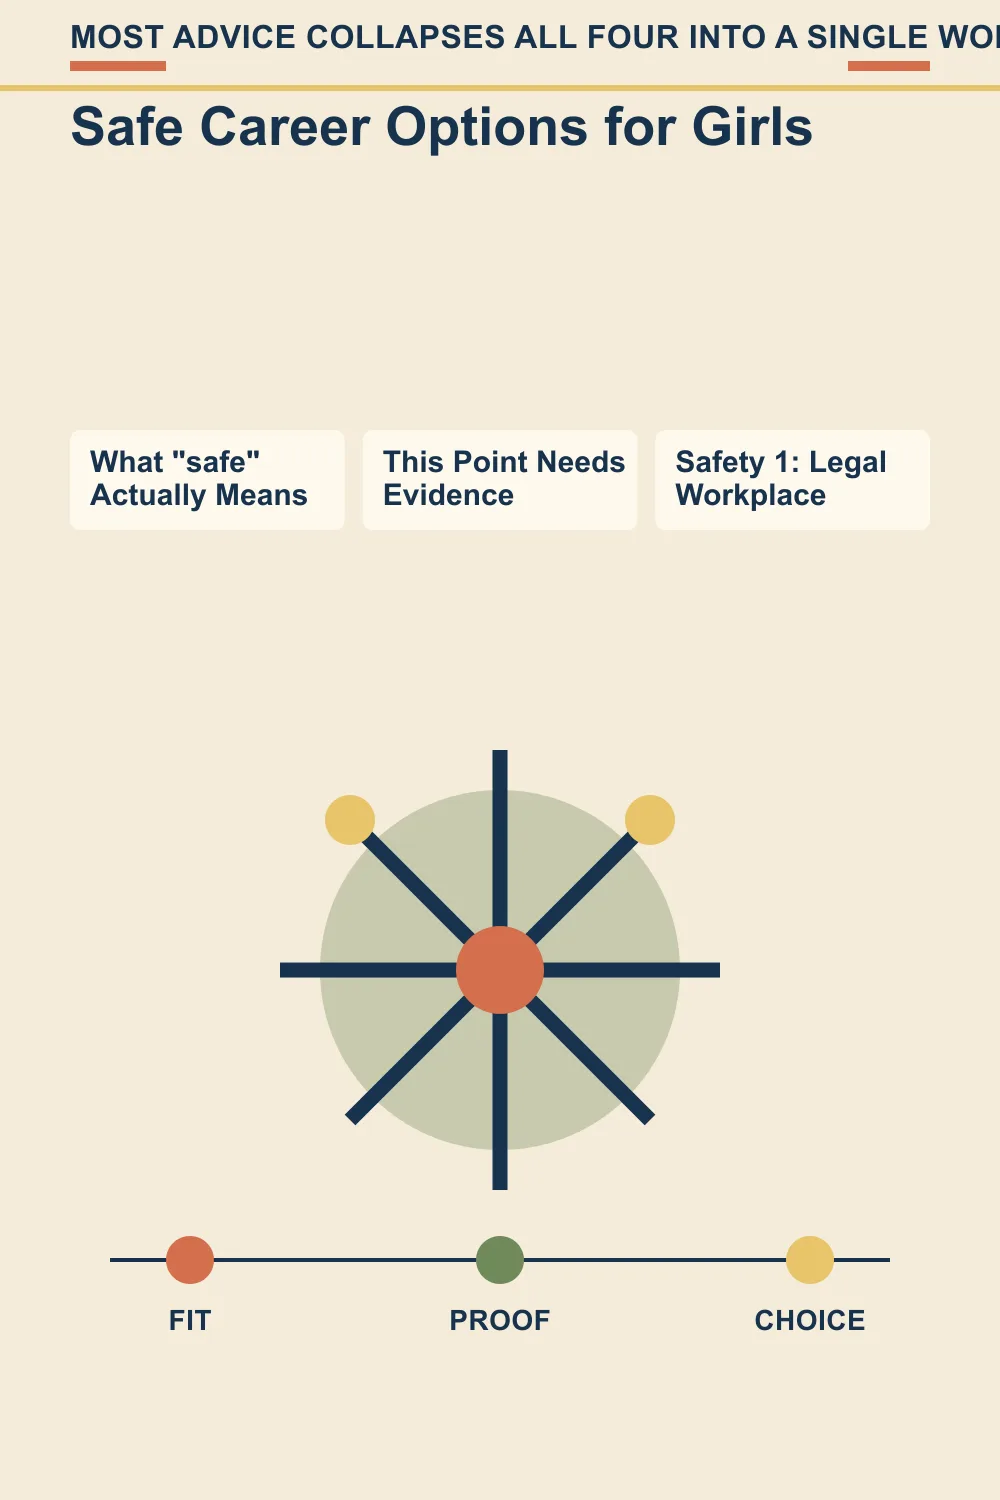 MOST ADVICE COLLAPSES ALL FOUR INTO A SINGLE
Safe Career Options for Girls
What "safe"
Actually Means
This Point Needs
Evidence
Safety 1: Legal
Workplace
FIT
PROOF
CHOICE